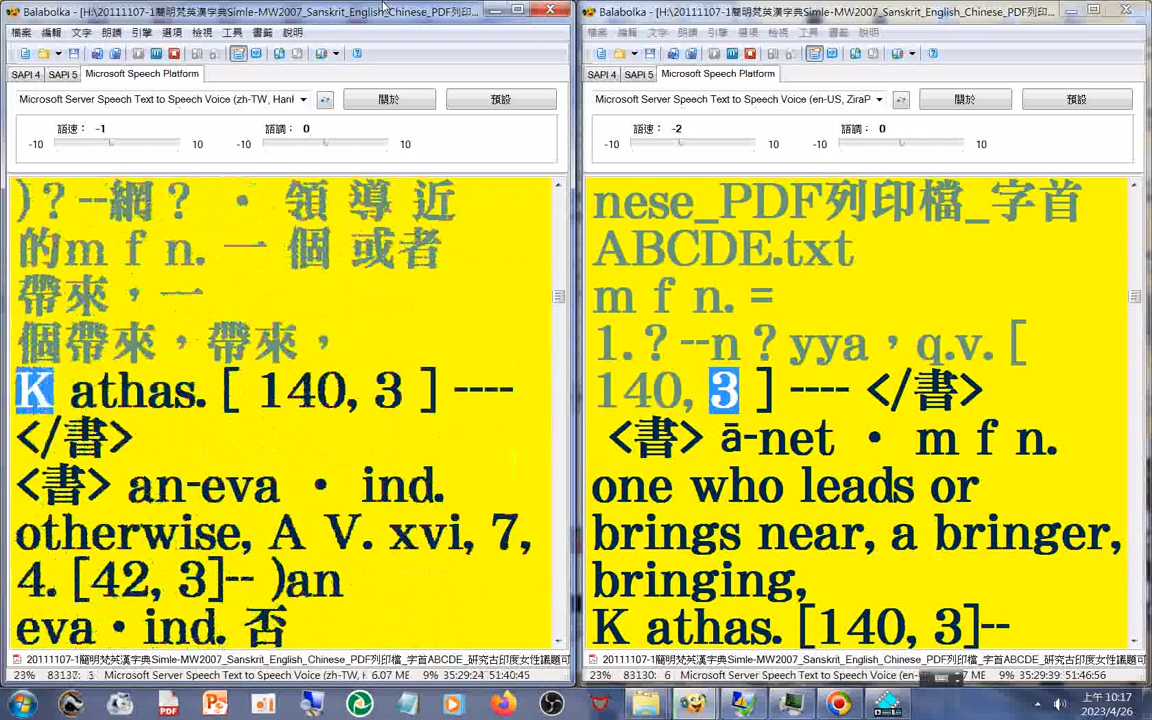 Balabolka - [H:\20111107-1簡明梵英漢字典Simle-MW2007_Sanskrit_English_Chinese_PDF列印...
檔案 編輯 文字 朗讀 引擎 選項 檢視 工具 書籤 說明
SAPI 4 SAPI 5 Microsoft Speech Platform
Microsoft Server Speech Text to Speech Voice (zh-TW, HanH
關於 預設
語速： -1 語調： 0
-10 10 -10 10
)？--網？ • 領 導 近
的m f n. 一 個 或者
帶來，一
個帶來，帶來，
K athas. [ 140, 3 ] ----
</書>
<書> an-eva • ind.
otherwise, A V. xvi, 7,
4. [42, 3]-- )an
eva • ind. 否
20111107-1簡明梵英漢字典Simle-MW2007_Sanskrit_English_Chinese_PDF列印檔_字首ABCDE_研究古印度女性議題可
23% 6.07 MB 9% 35:29:24 51:40:45
Microsoft Server Speech Text to Speech Voice (zh-TW, H
Balabolka - [H:\20111107-1簡明梵英漢字典Simle-MW2007_Sanskrit_English_Chinese_PDF列印...
檔案 編輯 文字 朗讀 引擎 選項 檢視 工具 書籤 說明
SAPI 4 SAPI 5 Microsoft Speech Platform
Microsoft Server Speech Text to Speech Voice (en-US, ZiraP
關於 預設
語速： -2 語調： 0
-10 10 -10 10
nese_PDF列印檔_字首
ABCDE.txt
m f n. =
1.？--n？yya，q.v. [
140, 3 ] ---- </書>
<書> ā-net • m f n.
one who leads or
brings near, a bringer,
bringing,
K athas. [140, 3]--
20111107-1簡明梵英漢字典Simle-MW2007_Sanskrit_English_Chinese_PDF列印檔_字首ABCDE_研究古印度女性議題可
23% 83130: 6 Microsoft Server Speech Text to Speech Voice (en-US, 9% 35:29:39 51:46:56
上午 10:17
2023/4/26